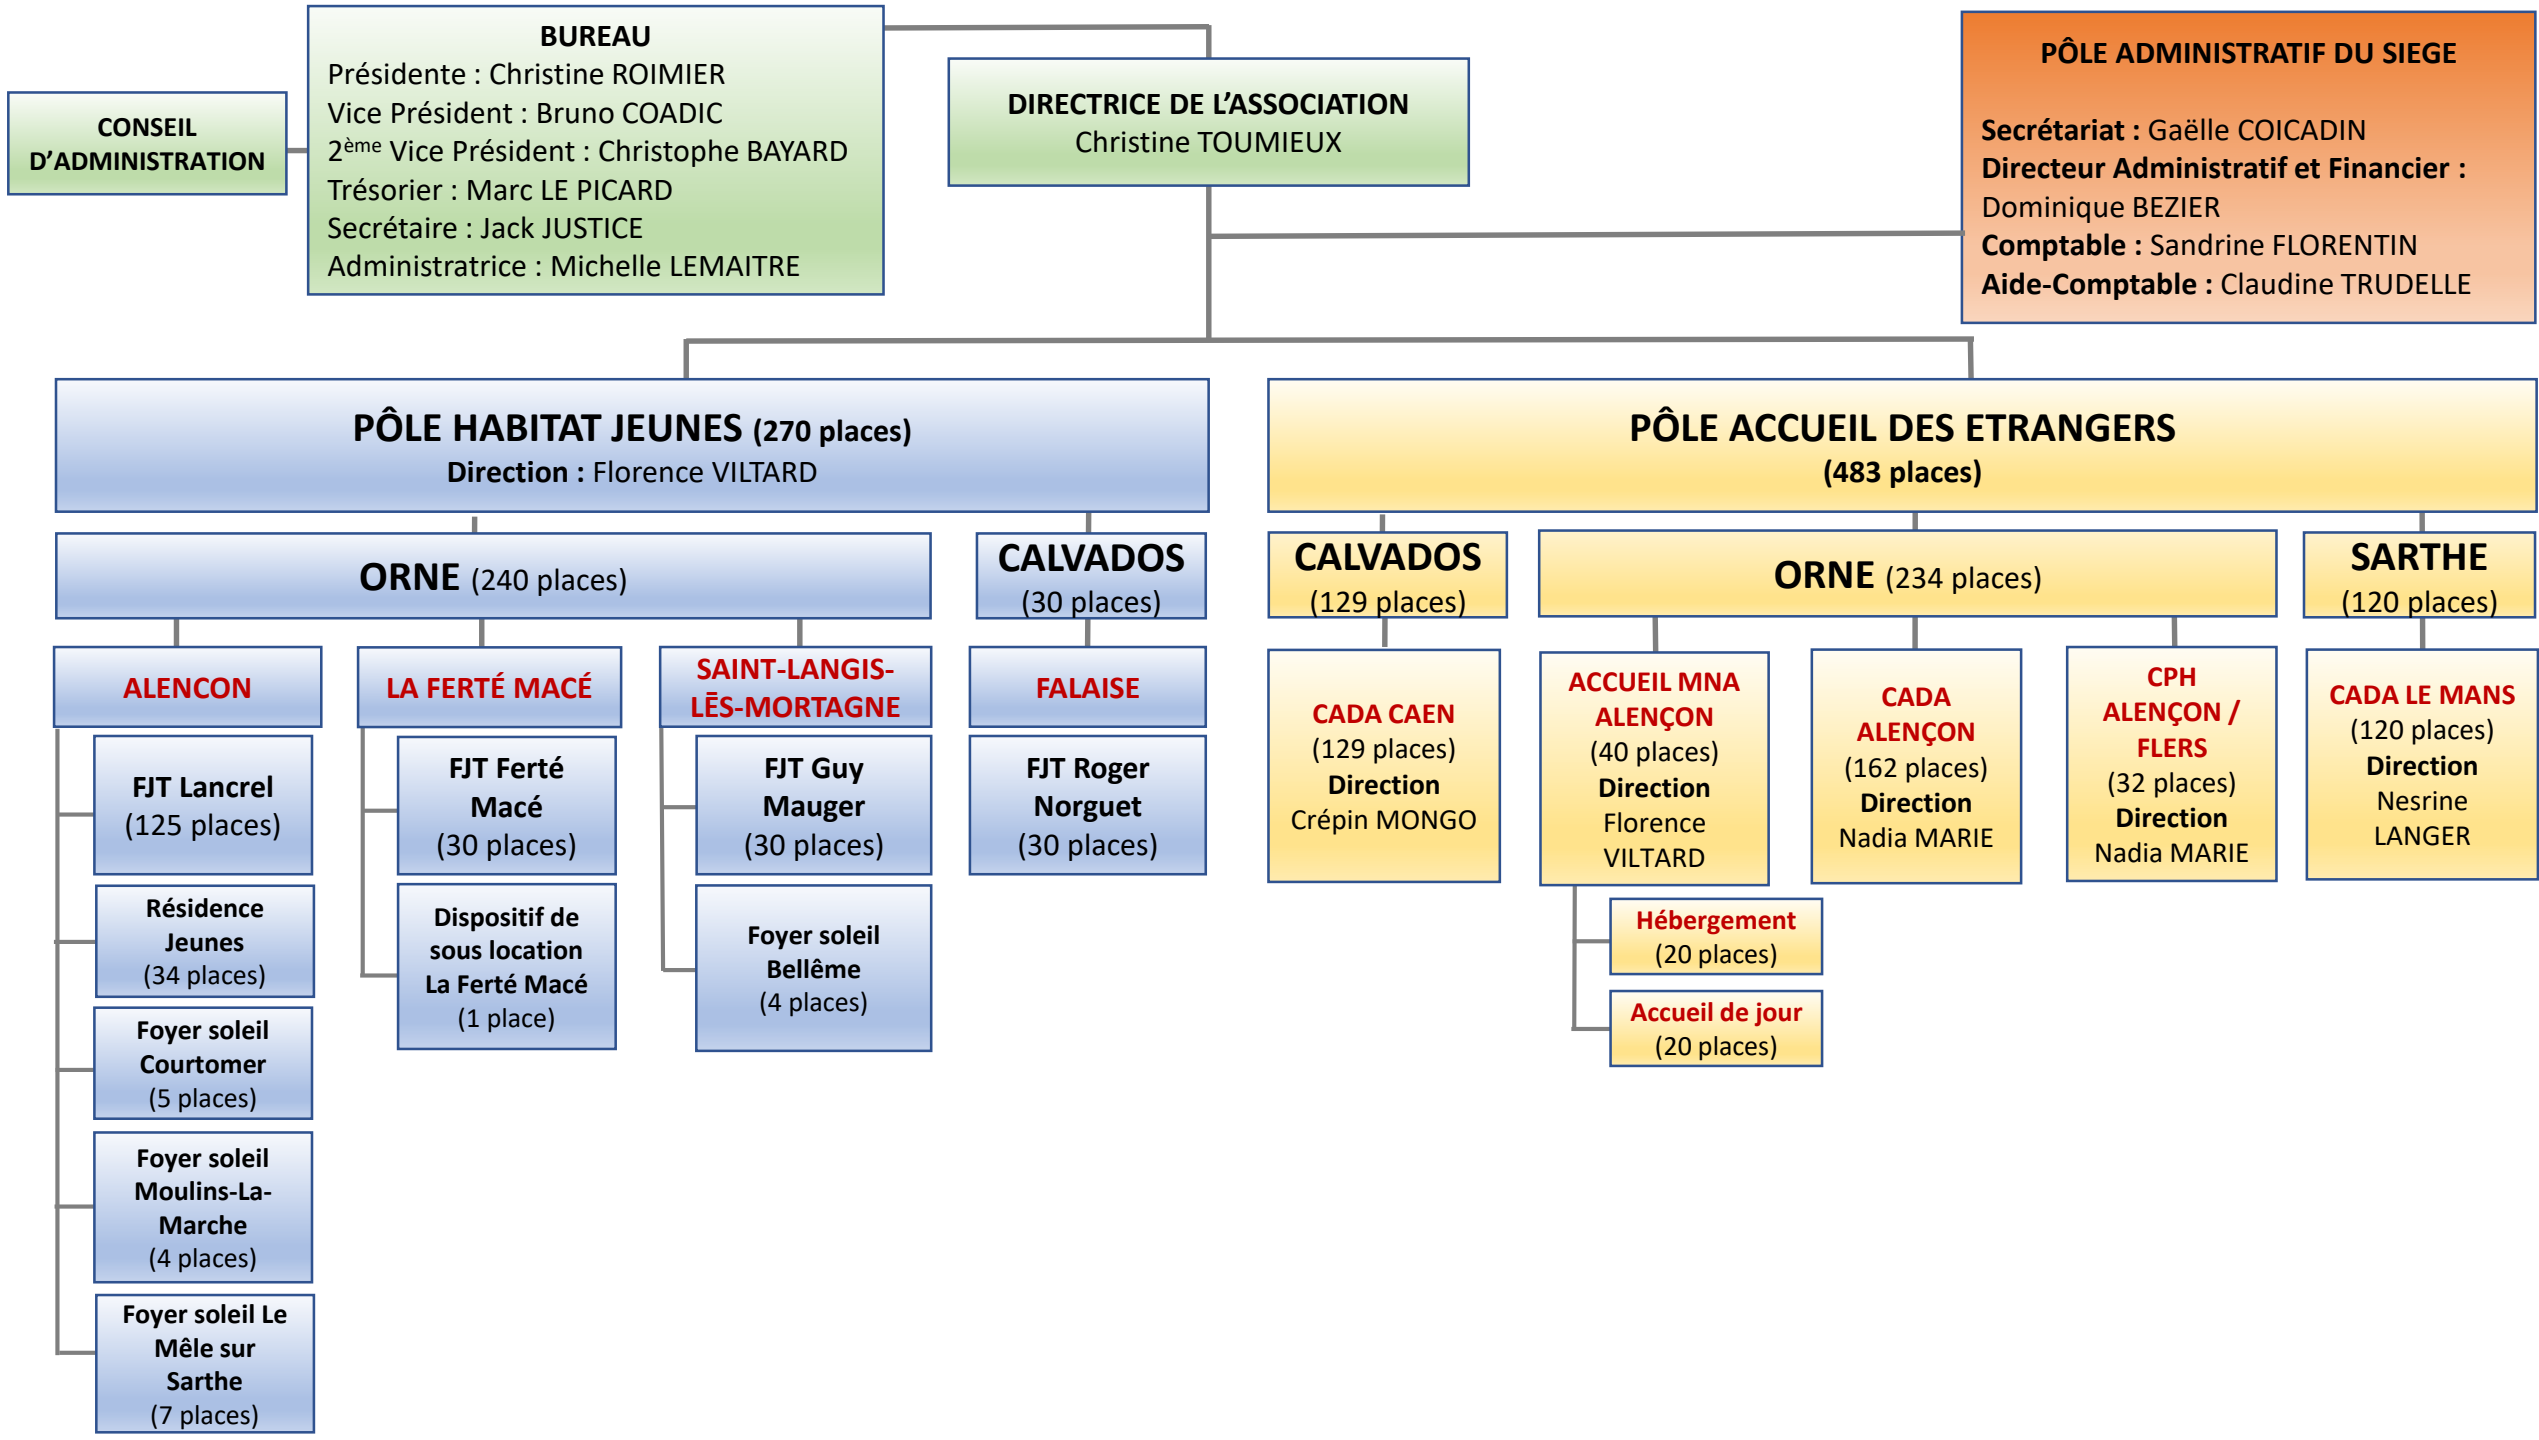 CONSEIL
D'ADMINISTRATION
BUREAU
Présidente : Christine ROIMIER
Vice Président : Bruno COADIC
2ème Vice Président : Christophe BAYARD
Trésorier : Marc LE PICARD
Secrétaire : Jack JUSTICE
Administratrice : Michelle LEMAITRE
DIRECTRICE DE L'ASSOCIATION
Christine TOUMIEUX
PÔLE ADMINISTRATIF DU SIEGE
Secrétariat : Gaëlle COICADIN
Directeur Administratif et Financier :
Dominique BEZIER
Comptable : Sandrine FLORENTIN
Aide-Comptable : Claudine TRUDELLE
PÔLE HABITAT JEUNES (270 places)
Direction : Florence VILTARD
ORNE (240 places)
CALVADOS
(30 places)
ALENCON
FJT Lancrel
(125 places)
Résidence
Jeunes
(34 places)
Foyer soleil
Courtomer
(5 places)
Foyer soleil
Moulins-La-
Marche
(4 places)
Foyer soleil Le
Mêle sur
Sarthe
(7 places)
LA FERTÉ MACÉ
FJT Ferté
Macé
(30 places)
Dispositif de
sous location
La Ferté Macé
(1 place)
SAINT-LANGIS-
LĒS-MORTAGNE
FJT Guy
Mauger
(30 places)
Foyer soleil
Bellême
(4 places)
FALAISE
FJT Roger
Norguet
(30 places)
PÔLE ACCUEIL DES ETRANGERS
(483 places)
CALVADOS
(129 places)
CADA CAEN
(129 places)
Direction
Crépin MONGO
ORNE (234 places)
ACCUEIL MNA
ALENÇON
(40 places)
Direction
Florence
VILTARD
Hébergement
(20 places)
Accueil de jour
(20 places)
CADA
ALENÇON
(162 places)
Direction
Nadia MARIE
CPH
ALENÇON /
FLERS
(32 places)
Direction
Nadia MARIE
SARTHE
(120 places)
CADA LE MANS
(120 places)
Direction
Nesrine
LANGER